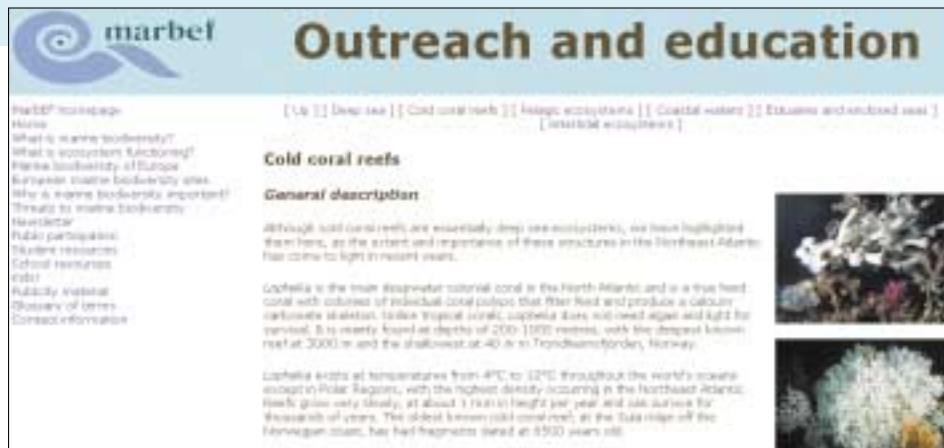 marbef
Outreach and education
MarBEF homepage
Home
What is marine biodiversity?
What is ecosystem functioning?
Marine biodiversity of Europe
European marine biodiversity sites
Why is marine biodiversity important?
Threats to marine biodiversity
Newsletter
Public participation
Student resources
School resources
Publicity material
Glossary of terms
Contact information
[ Up ] [ Deep sea ] [ Cold coral reefs ] [ Pelagic ecosystems ] [ Coastal waters ] [ Estuaries and enclosed seas ]
[ Intertidal ecosystems ]
Cold coral reefs
General description
Although cold coral reefs are essentially deep sea ecosystems, we have highlighted
them here, as the extent and importance of these structures in the Northeast Atlantic
has come to light in recent years.
Lophelia is the main deepwater colonial coral in the North Atlantic and is a true hard
coral with colonies of individual coral polyps that filter feed and produce a calcium
carbonate skeleton. Unlike tropical corals, Lophelia does not need algae and light for
survival. It is mainly found at depths of 200-1000 metres, with the deepest known
reef at 3000 m and the shallowest at 40 m in Trondheimsfjorden, Norway.
Lophelia exists at temperatures from 4°C to 12°C throughout the world's oceans
except in Polar Regions, with the highest density occurring in the Northeast Atlantic.
Reefs grow very slowly, at about 1 mm in height per year and can survive for
thousands of years. The oldest known cold coral reef, at the Sula ridge off the
Norwegian coast, has had fragments dated at 8500 years old.